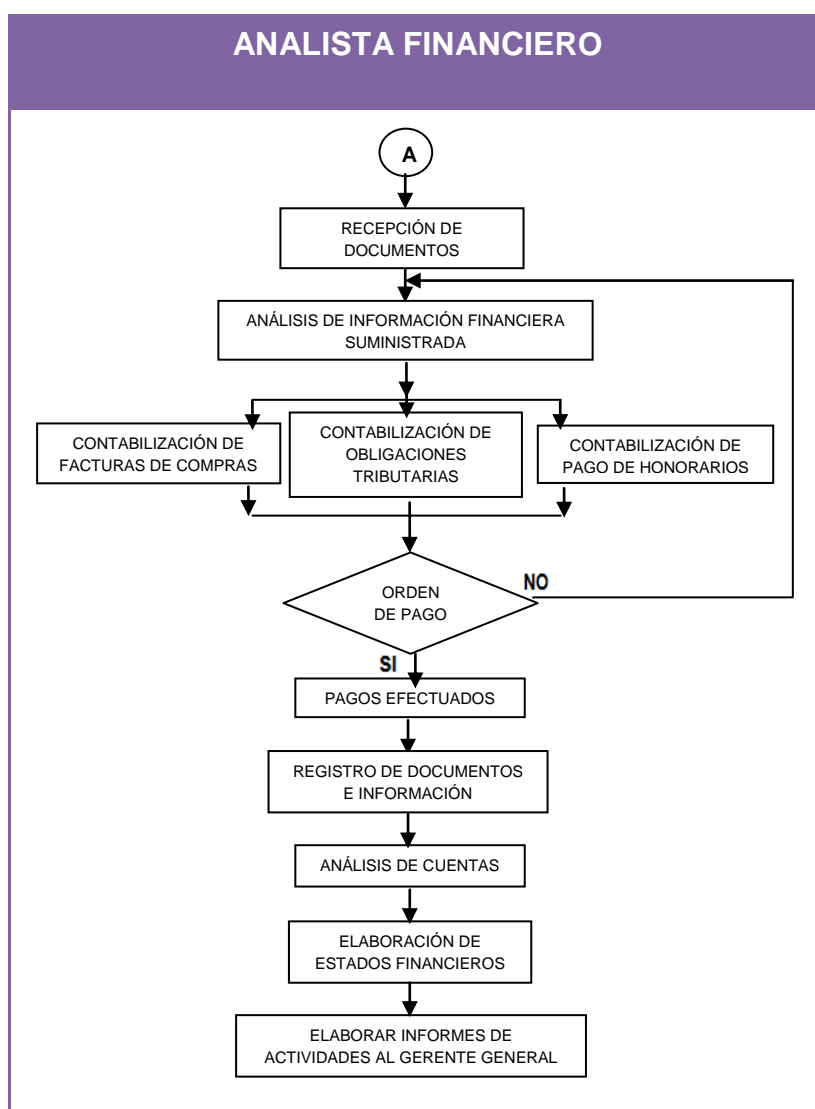 ANALISTA FINANCIERO
A
RECEPCIÓN DE
DOCUMENTOS
ANÁLISIS DE INFORMACIÓN FINANCIERA
SUMINISTRADA
CONTABILIZACIÓN DE
FACTURAS DE COMPRAS
CONTABILIZACIÓN DE
OBLIGACIONES
TRIBUTARIAS
CONTABILIZACIÓN DE
PAGO DE HONORARIOS
ORDEN
DE PAGO
NO
SI
PAGOS EFECTUADOS
REGISTRO DE DOCUMENTOS
E INFORMACIÓN
ANÁLISIS DE CUENTAS
ELABORACIÓN DE
ESTADOS FINANCIEROS
ELABORAR INFORMES DE
ACTIVIDADES AL GERENTE GENERAL